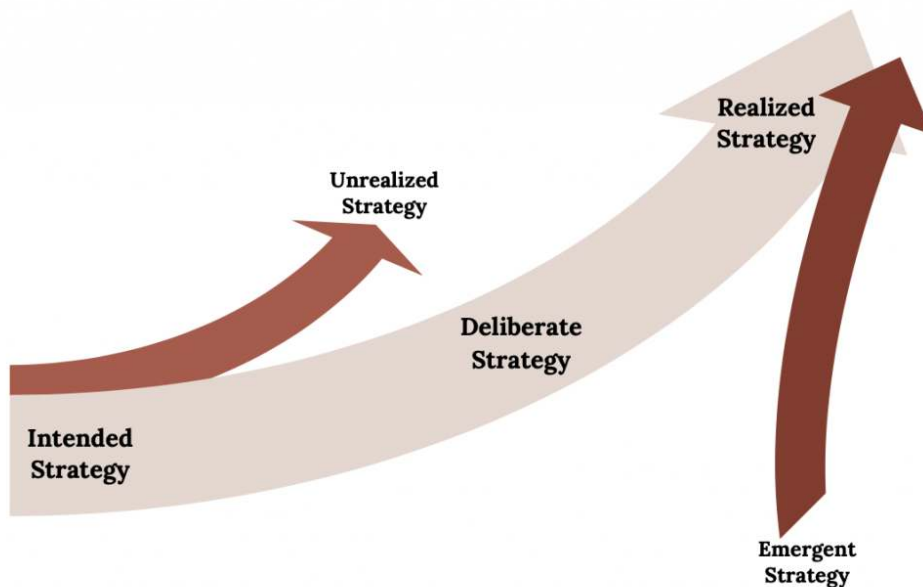 Realized
Strategy
Unrealized
Strategy
Deliberate
Strategy
Intended
Strategy
Emergent
Strategy